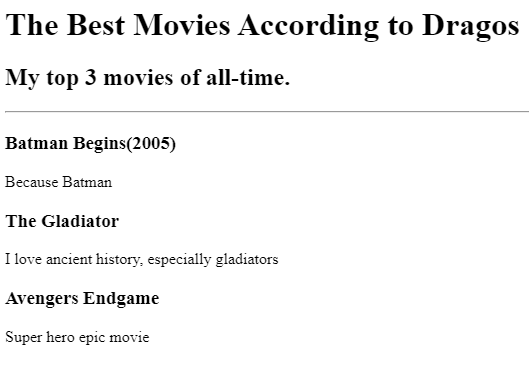 The Best Movies According to Dragos
My top 3 movies of all-time.
Batman Begins(2005)
Because Batman
The Gladiator
I love ancient history, especially gladiators
Avengers Endgame
Super hero epic movie